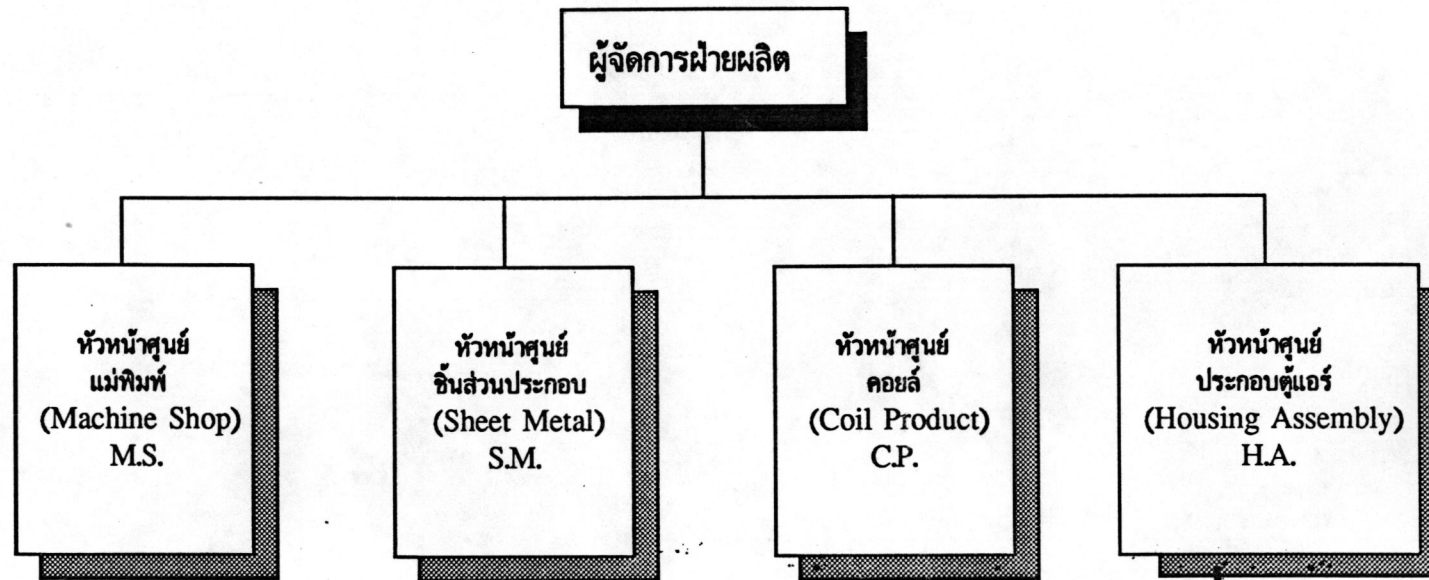 ผู้จัดการฝ่ายผลิต
หัวหน้าศูนย์
แม่พิมพ์
(Machine Shop)
M.S.
หัวหน้าศูนย์
ชิ้นส่วนประกอบ
(Sheet Metal)
S.M.
หัวหน้าศูนย์
คอยล์
(Coil Product)
C.P.
หัวหน้าศูนย์
ประกอบตู้แอร์
(Housing Assembly)
H.A.